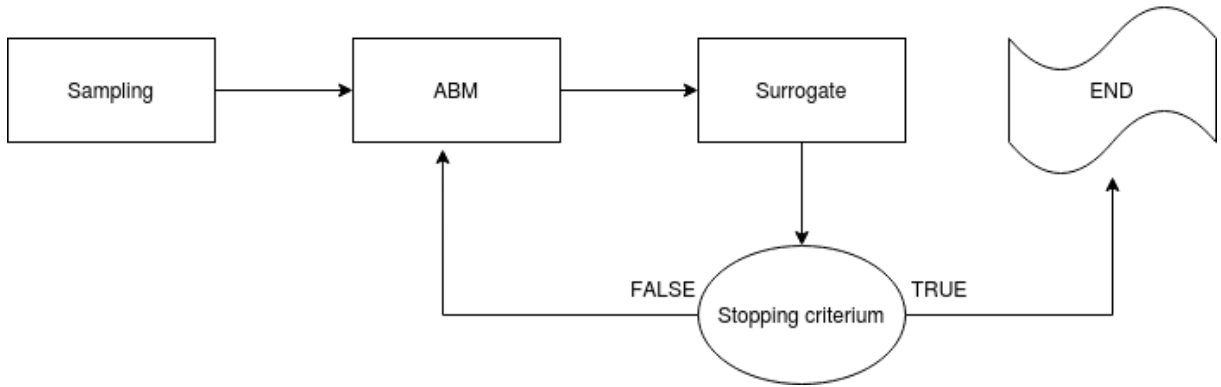 Sampling
ABM
Surrogate
END
FALSE
TRUE
Stopping criterium